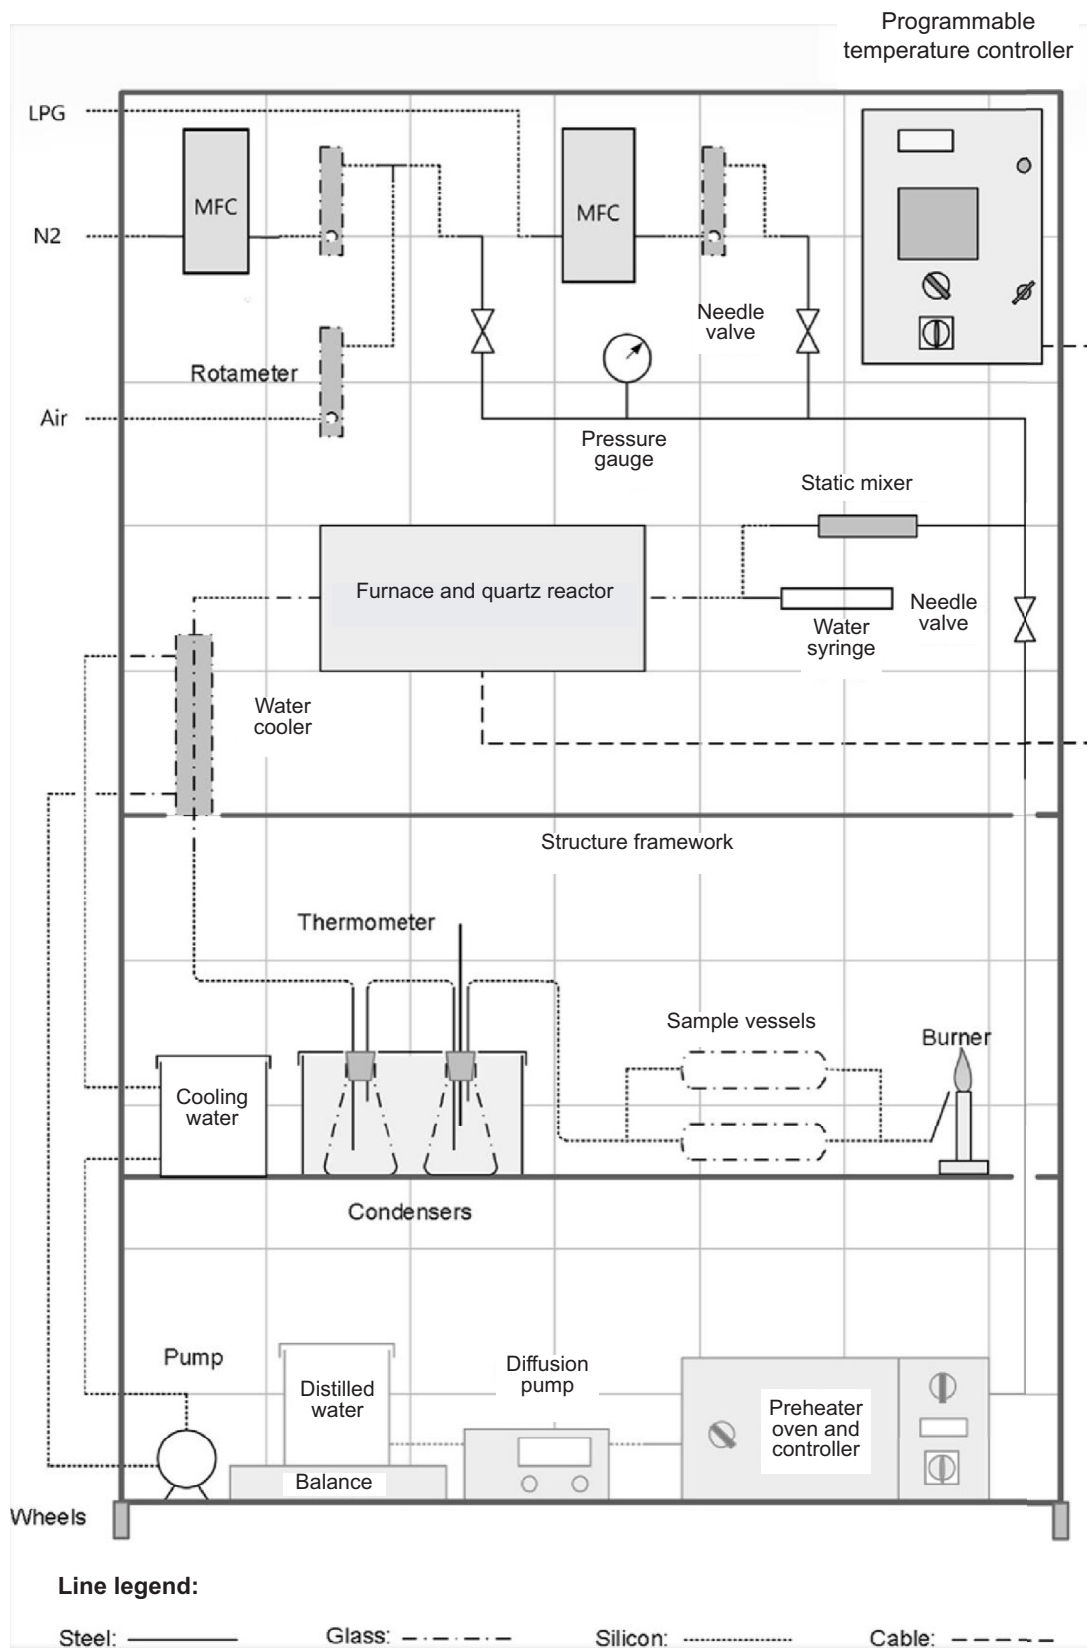 Programmable
temperature controller
LPG
MFC
MFC
N2
Needle
valve
Rotameter
Air
Pressure
gauge
Static mixer
Furnace and quartz reactor
Needle
valve
Water
syringe
Water
cooler
Structure framework
Thermometer
Sample vessels
Burner
Cooling
water
Condensers
Pump
Diffusion
pump
Distilled
water
Preheater
oven and
controller
Balance
Wheels
Line legend:
Steel: Glass: Silicon: Cable: